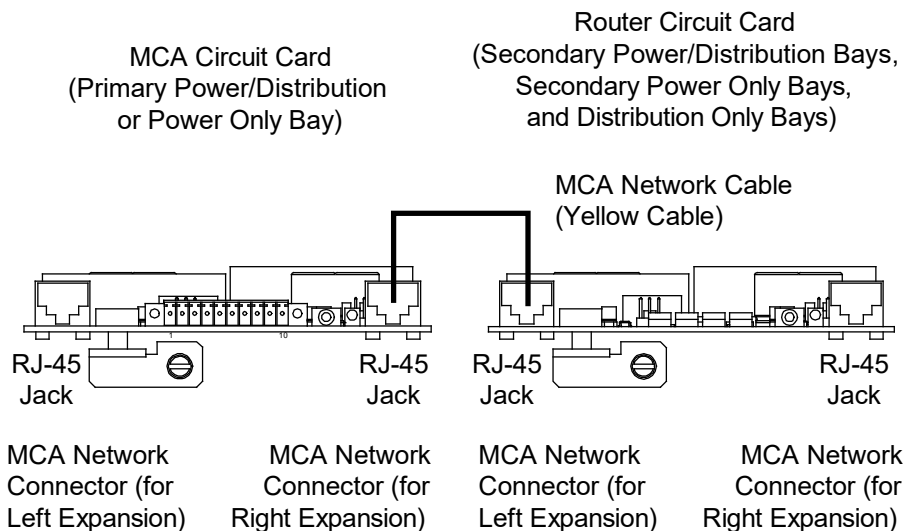 MCA Circuit Card
(Primary Power/Distribution
or Power Only Bay)
Router Circuit Card
(Secondary Power/Distribution Bays,
Secondary Power Only Bays,
and Distribution Only Bays)
MCA Network Cable
(Yellow Cable)
1
10
RJ-45
Jack
RJ-45
Jack
RJ-45
Jack
RJ-45
Jack
MCA Network
Connector (for
Left Expansion)
MCA Network
Connector (for
Right Expansion)
MCA Network
Connector (for
Left Expansion)
MCA Network
Connector (for
Right Expansion)